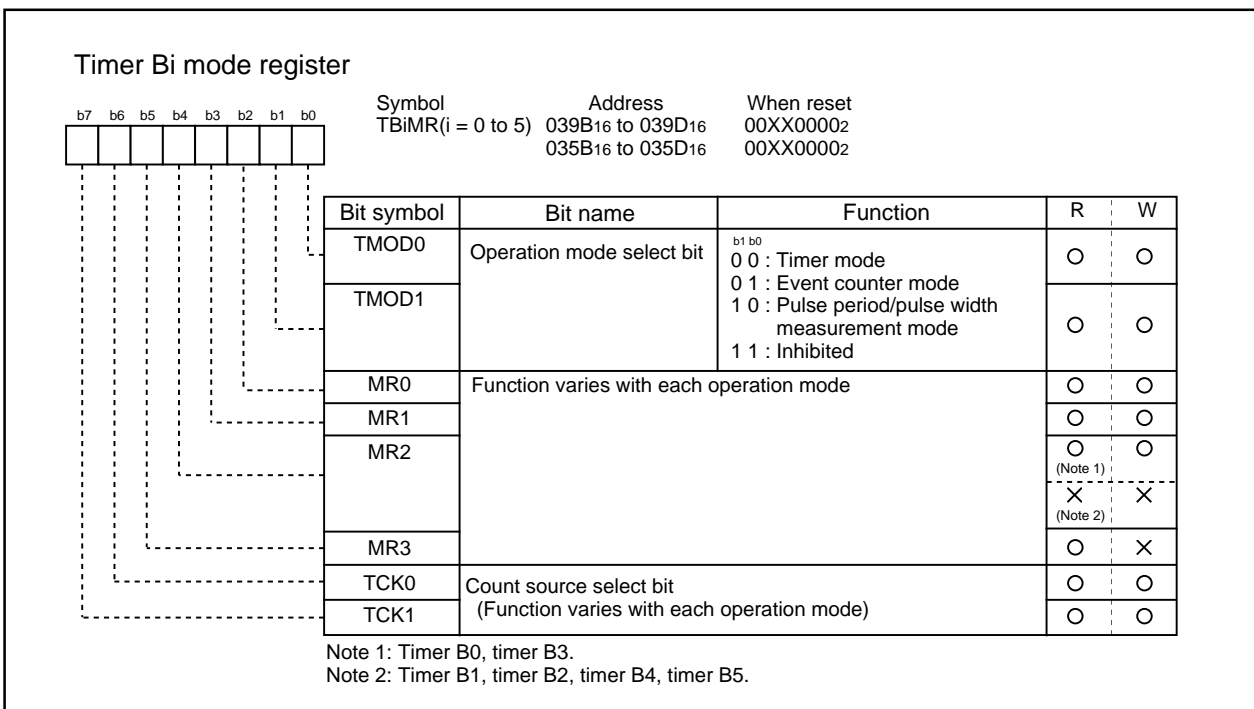 Timer Bi mode register
Symbol Address When reset
b7 b6 b5 b4 b3 b2 b1 b0
TBiMR(i = 0 to 5) 039B16 to 039D16 00XX00002
035B16 to 035D16 00XX00002
Bit symbol Bit name Function R W
TMOD0 Operation mode select bit
b1 b0
0 0 : Timer mode
0 1 : Event counter mode
TMOD1
1 0 : Pulse period/pulse width
measurement mode
1 1 : Inhibited
MR0 Function varies with each operation mode
MR1
MR2
(Note 1)
(Note 2)
MR3
TCK0 Count source select bit
(Function varies with each operation mode)
TCK1
Note 1: Timer B0, timer B3.
Note 2: Timer B1, timer B2, timer B4, timer B5.